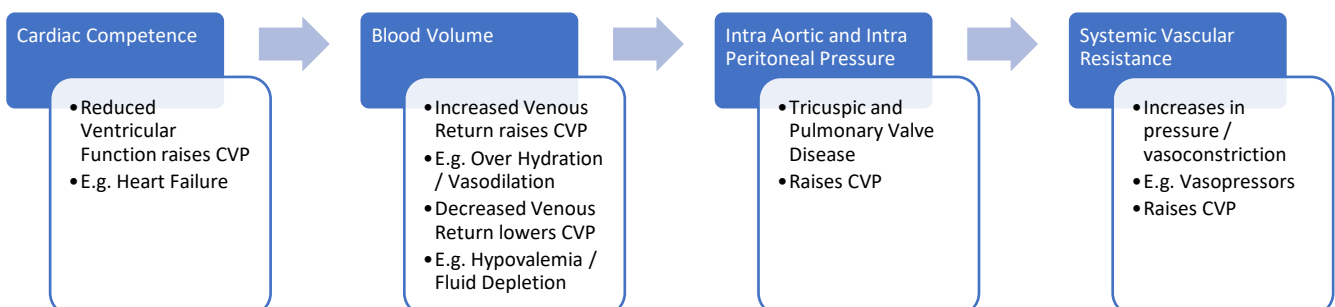 Cardiac Competence
•Reduced
Ventricular
Function raises CVP
•E.g. Heart Failure
Blood Volume
•Increased Venous
Return raises CVP
•E.g. Over Hydration
/ Vasodilation
•Decreased Venous
Return lowers CVP
•E.g. Hypovalemia /
Fluid Depletion
Intra Aortic and Intra
Peritoneal Pressure
•Tricuspic and
Pulmonary Valve
Disease
•Raises CVP
Systemic Vascular
Resistance
•Increases in
pressure /
vasoconstriction
•E.g. Vasopressors
•Raises CVP